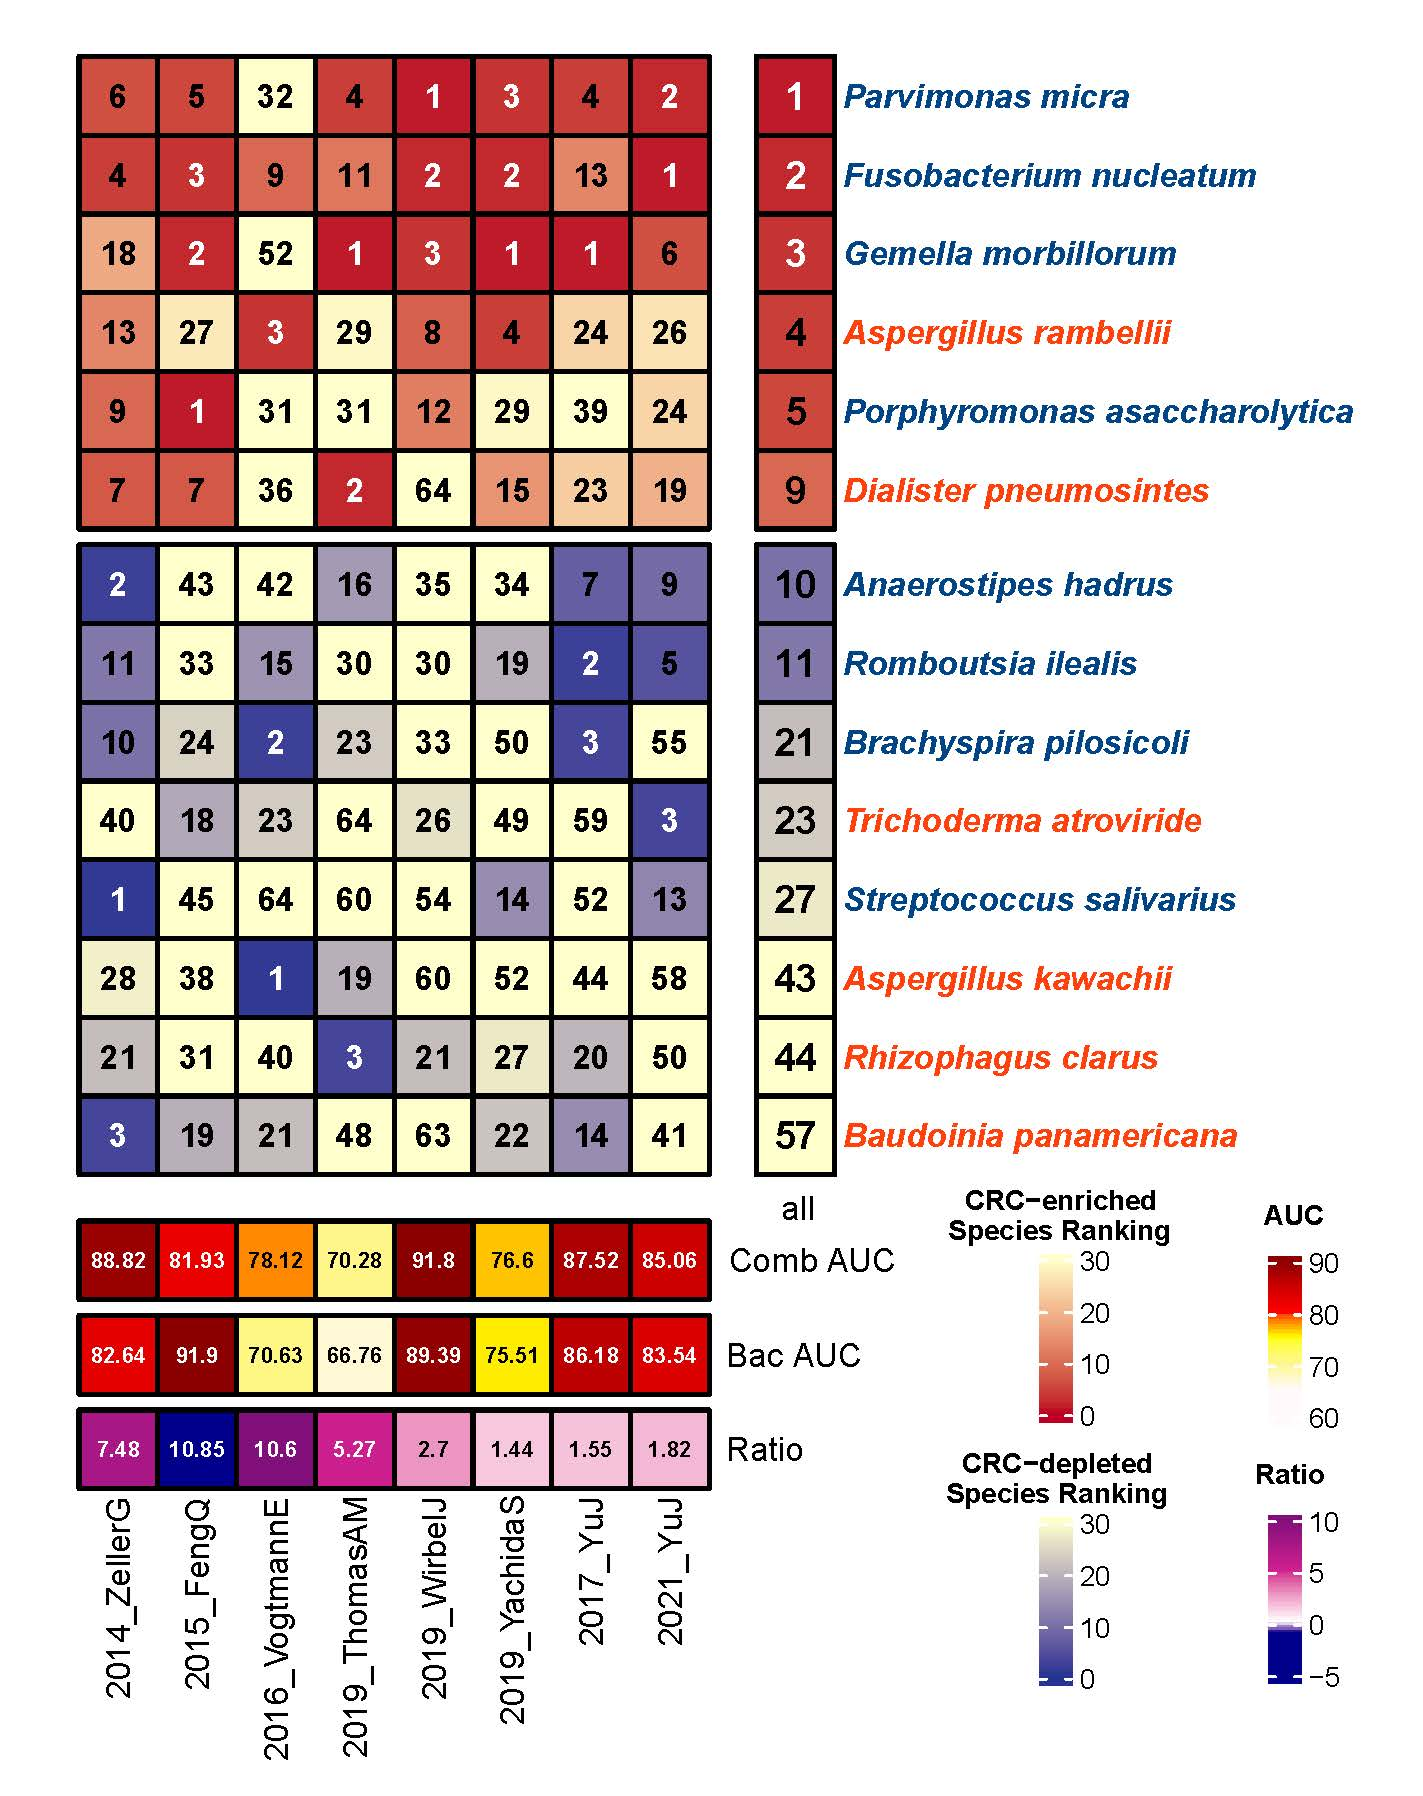 6 5 32 4 1 3 4 2 1 Parvimonas micra
4 3 9 11 2 2 13 1 2 Fusobacterium nucleatum
18 2 52 1 3 1 1 6 3 Gemella morbillorum
13 27 3 29 8 4 24 26 4 Aspergillus rambellii
9 1 31 31 12 29 39 24 5 Porphyromonas asaccharolytica
7 7 36 2 64 15 23 19 9 Dialister pneumosintes
2 43 42 16 35 34 7 9 10 Anaerostipes hadrus
11 33 15 30 30 19 2 5 11 Romboutsia ilealis
10 24 2 23 33 50 3 55 21 Brachyspira pilosicoli
40 18 23 64 26 49 59 3 23 Trichoderma atroviride
1 45 64 60 54 14 52 13 27 Streptococcus salivarius
28 38 1 19 60 52 44 58 43 Aspergillus kawachii
21 31 40 3 21 27 20 50 44 Rhizophagus clarus
3 19 21 48 63 22 14 41 57 Baudoinia panamericana
all
88.82 81.93 78.12 70.28 91.8 76.6 87.52 85.06 Comb AUC
82.64 91.9 70.63 66.76 89.39 75.51 86.18 83.54 Bac AUC
7.48 10.85 10.6 5.27 2.7 1.44 1.55 1.82 Ratio
2014_ZellerG
2015_FengQ
2016_VogtmannE
2019_ThomasAM
2019_WirbelJ
2019_YachidaS
2017_YuJ
2021_YuJ
CRC−enriched
Species Ranking
30
20
10
0
AUC
90
80
70
60
CRC−depleted
Species Ranking
30
20
10
0
Ratio
10
5
0
−5